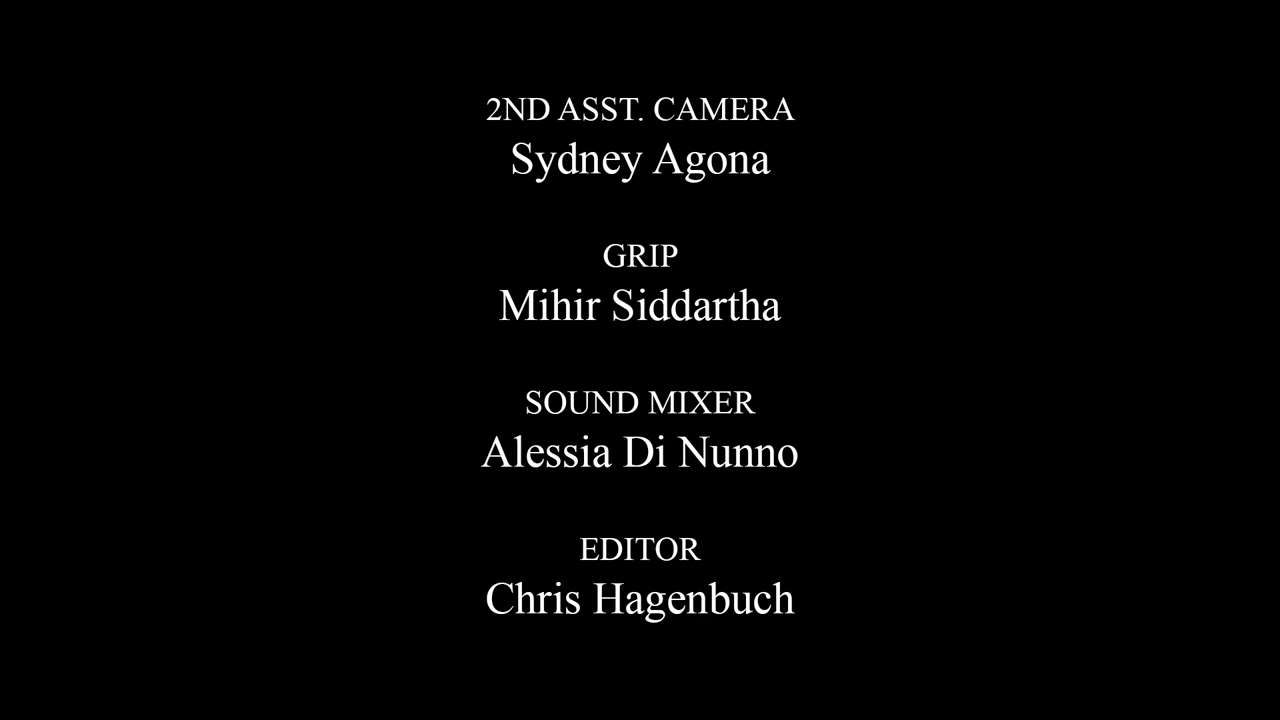 2ND ASST. CAMERA
Sydney Agona
GRIP
Mihir Siddartha
SOUND MIXER
Alessia Di Nunno
EDITOR
Chris Hagenbuch